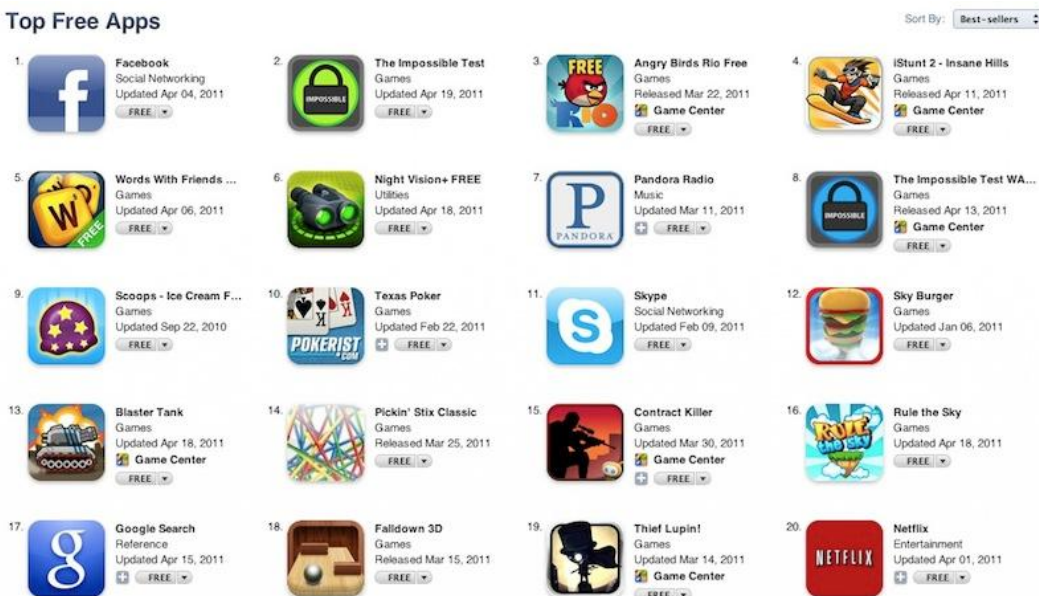 Top Free Apps
Sort By: Best-sellers
1. Facebook
Social Networking
Updated Apr 04, 2011
FREE
2. The Impossible Test
Games
Updated Apr 19, 2011
FREE
IMPOSSIBLE
3. Angry Birds Rio Free
Games
Released Mar 22, 2011
Game Center
FREE
FREE
RIO
4. iStunt 2 - Insane Hills
Games
Released Apr 11, 2011
Game Center
FREE
5. Words With Friends ...
Games
Updated Apr 06, 2011
FREE
W
FREE
6. Night Vision+ FREE
Utilities
Updated Apr 18, 2011
FREE
7. Pandora Radio
Music
Updated Mar 11, 2011
FREE
P
PANDORA
8. The Impossible Test WA...
Games
Released Apr 13, 2011
Game Center
FREE
IMPOSSIBLE
9. Scoops - Ice Cream F...
Games
Updated Sep 22, 2010
FREE
10. Texas Poker
Games
Updated Feb 22, 2011
FREE
K K
POKERIST
.COM
11. Skype
Social Networking
Updated Feb 09, 2011
FREE
S
12. Sky Burger
Games
Updated Jan 06, 2011
FREE
13. Blaster Tank
Games
Updated Apr 18, 2011
Game Center
FREE
14. Pickin' Stix Classic
Games
Released Mar 25, 2011
FREE
15. Contract Killer
Games
Updated Mar 30, 2011
Game Center
FREE
16. Rule the Sky
Games
Updated Apr 18, 2011
FREE
RULE
the SKY
17. Google Search
Reference
Updated Apr 15, 2011
FREE
g
18. Falldown 3D
Games
Released Mar 15, 2011
FREE
19. Thief Lupin!
Games
Updated Mar 14, 2011
Game Center
FREE
20. Netflix
Entertainment
Updated Apr 01, 2011
FREE
NETFLIX